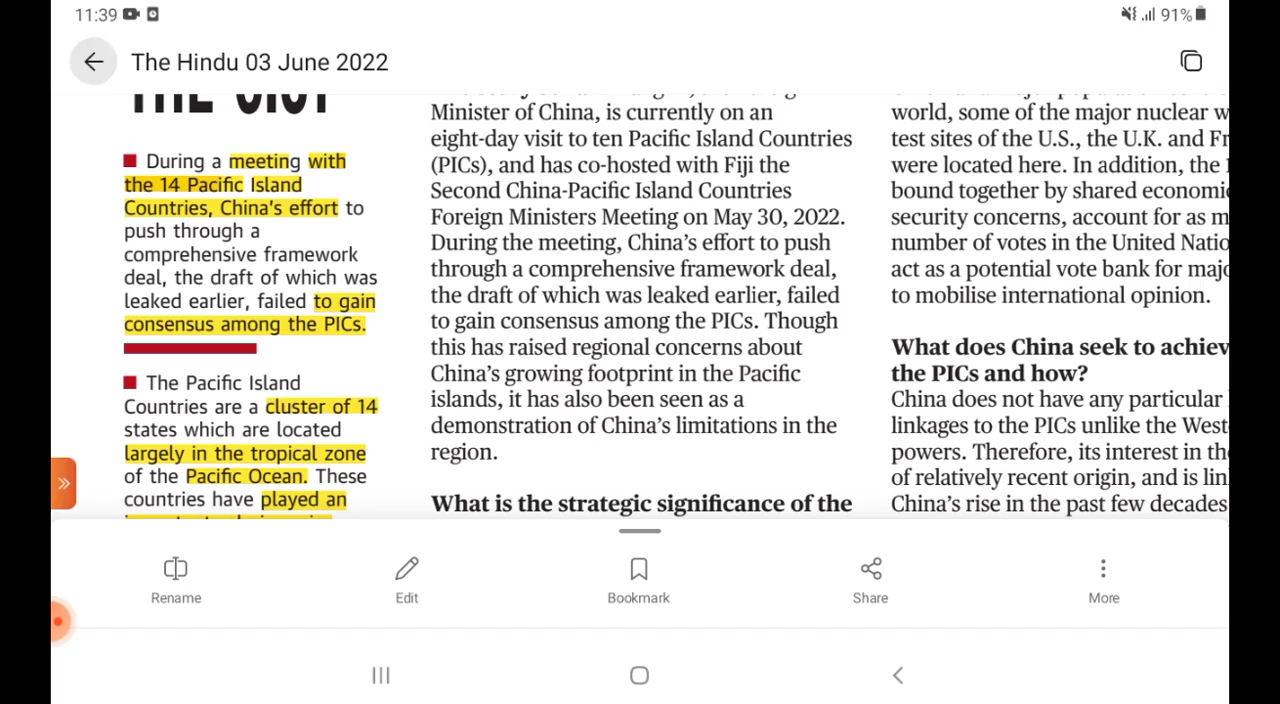 11:39
91%
The Hindu 03 June 2022
THE GIST
During a meeting with
the 14 Pacific Island
Countries, China's effort to
push through a
comprehensive framework
deal, the draft of which was
leaked earlier, failed to gain
consensus among the PICs.
The Pacific Island
Countries are a cluster of 14
states which are located
largely in the tropical zone
of the Pacific Ocean. These
countries have played an
Minister of China, is currently on an
eight-day visit to ten Pacific Island Countries
(PICs), and has co-hosted with Fiji the
Second China-Pacific Island Countries
Foreign Ministers Meeting on May 30, 2022.
During the meeting, China's effort to push
through a comprehensive framework deal,
the draft of which was leaked earlier, failed
to gain consensus among the PICs. Though
this has raised regional concerns about
China's growing footprint in the Pacific
islands, it has also been seen as a
demonstration of China's limitations in the
region.
What is the strategic significance of the
world, some of the major nuclear w
test sites of the U.S., the U.K. and Fr
were located here. In addition, the
bound together by shared economi
security concerns, account for as m
number of votes in the United Natio
act as a potential vote bank for majo
to mobilise international opinion.
What does China seek to achiev
the PICs and how?
China does not have any particular
linkages to the PICs unlike the West
powers. Therefore, its interest in th
of relatively recent origin, and is lin
China's rise in the past few decades
Rename
Edit
Bookmark
Share
More